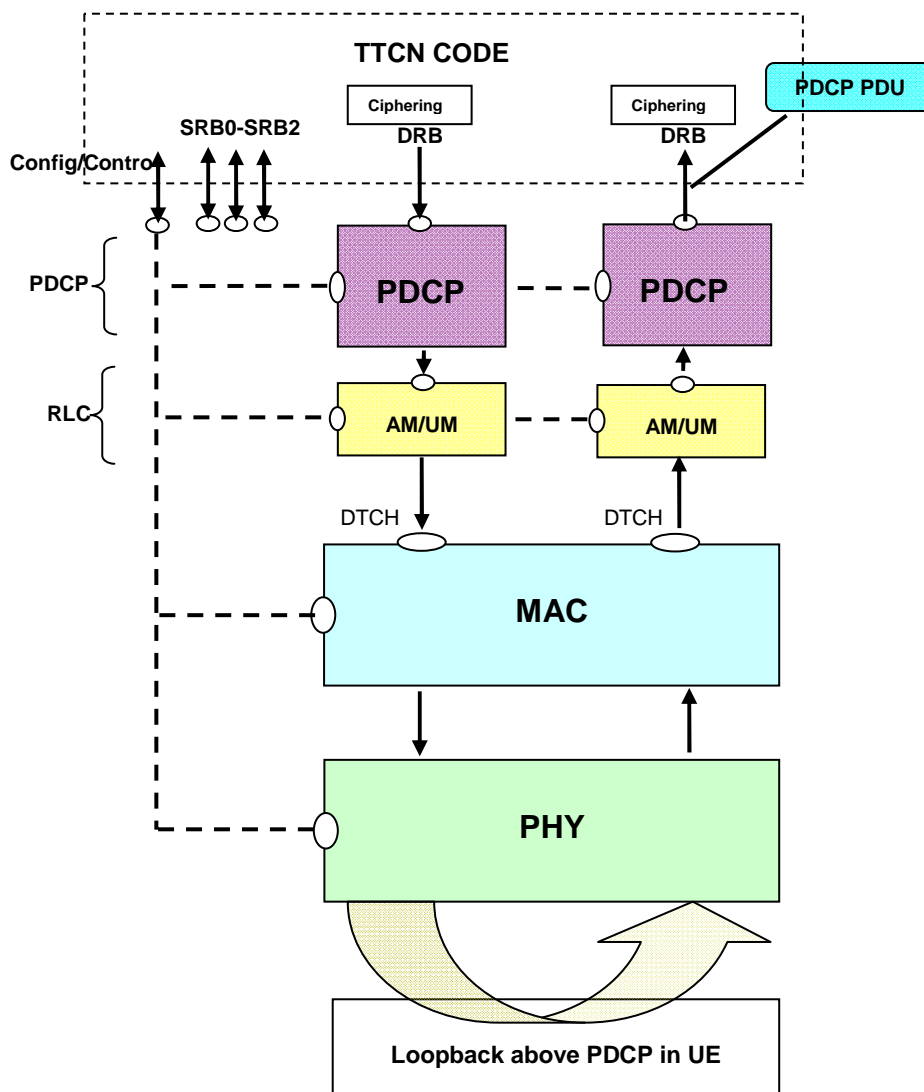 TTCN CODE
PDCP PDU
Ciphering
Ciphering
DRB
DRB
SRB0-SRB2
Config/Contro
PDCP
PDCP
PDCP
RLC
AM/UM
AM/UM
DTCH
DTCH
MAC
PHY
Loopback above PDCP in UE